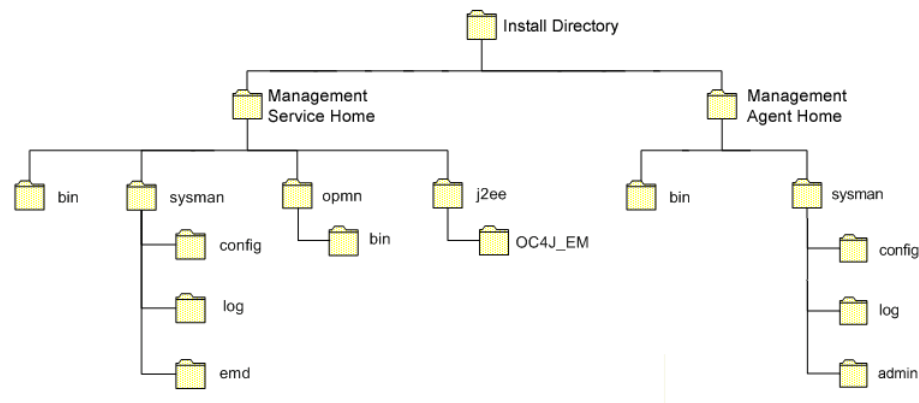 Install Directory
Management
Service Home
Management
Agent Home
bin
sysman
opmn
j2ee
bin
sysman
config
bin
OC4J_EM
config
log
log
emd
admin